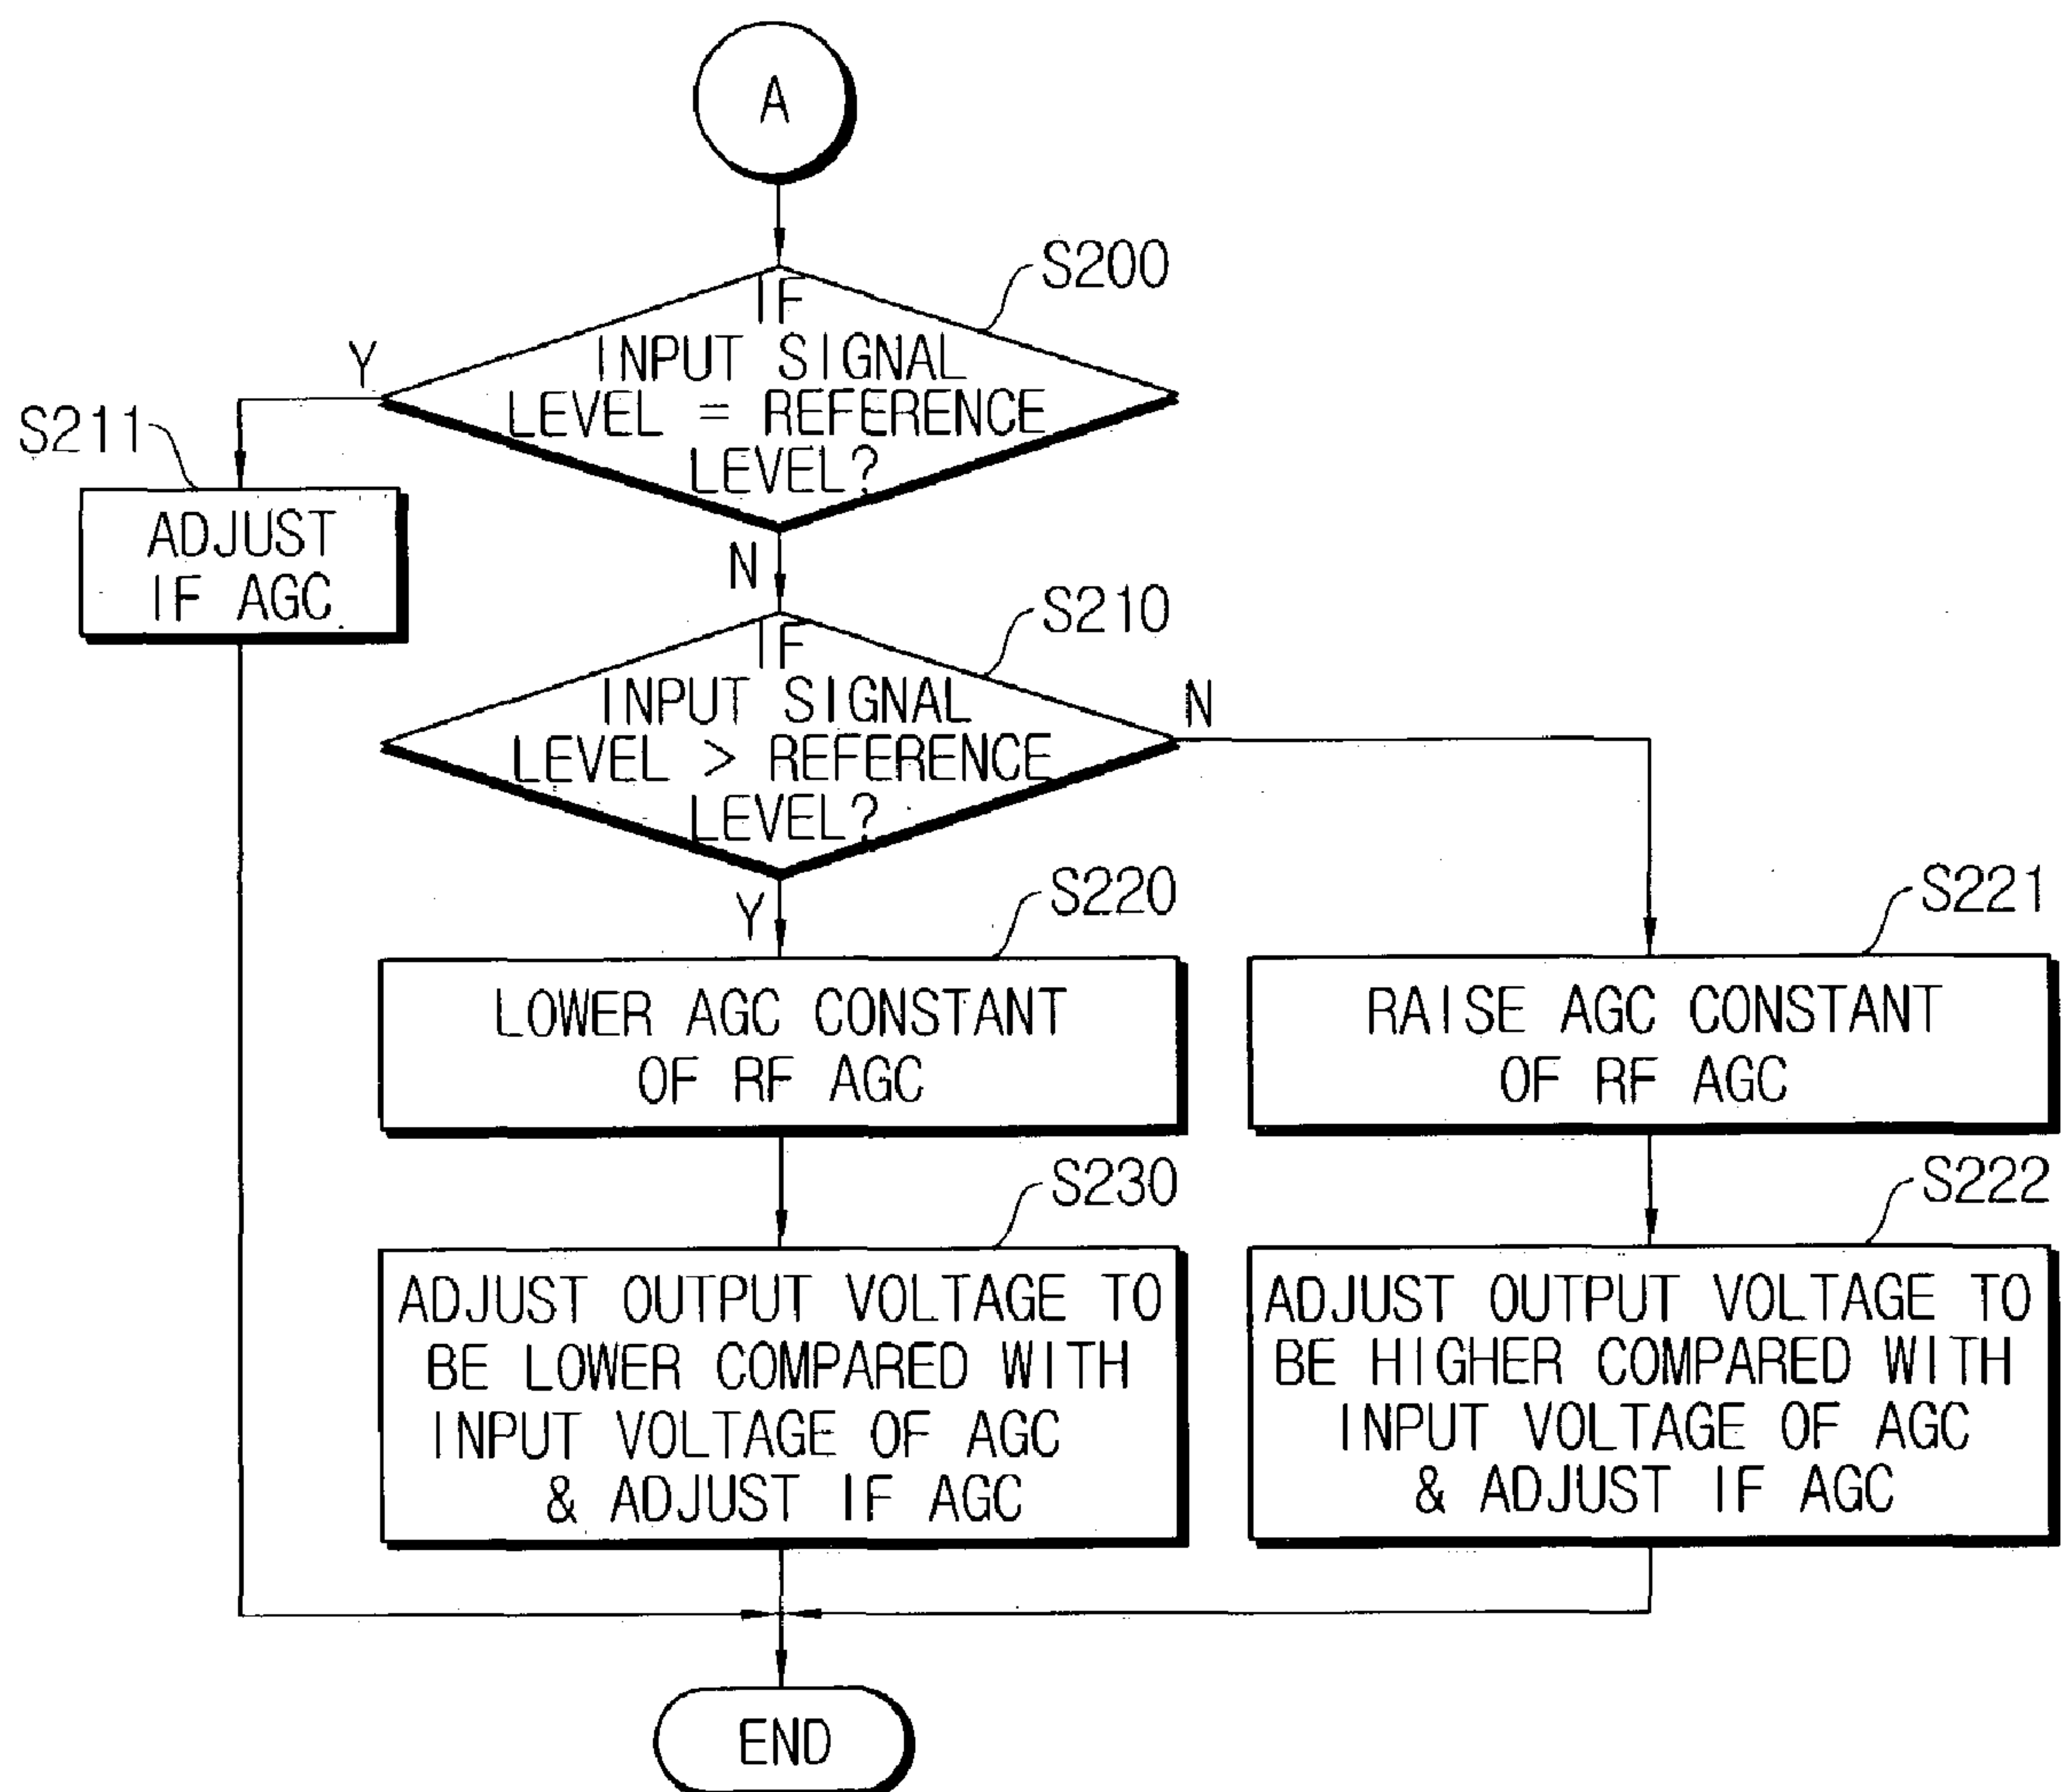 A
S200
IF
INPUT SIGNAL
LEVEL = REFERENCE
LEVEL?
Y
S211
ADJUST
IF AGC
N
S210
IF
INPUT SIGNAL
LEVEL > REFERENCE
LEVEL?
N
Y
S220
LOWER AGC CONSTANT
OF RF AGC
S221
RAISE AGC CONSTANT
OF RF AGC
S230
ADJUST OUTPUT VOLTAGE TO
BE LOWER COMPARED WITH
INPUT VOLTAGE OF AGC
& ADJUST IF AGC
S222
ADJUST OUTPUT VOLTAGE TO
BE HIGHER COMPARED WITH
INPUT VOLTAGE OF AGC
& ADJUST IF AGC
END